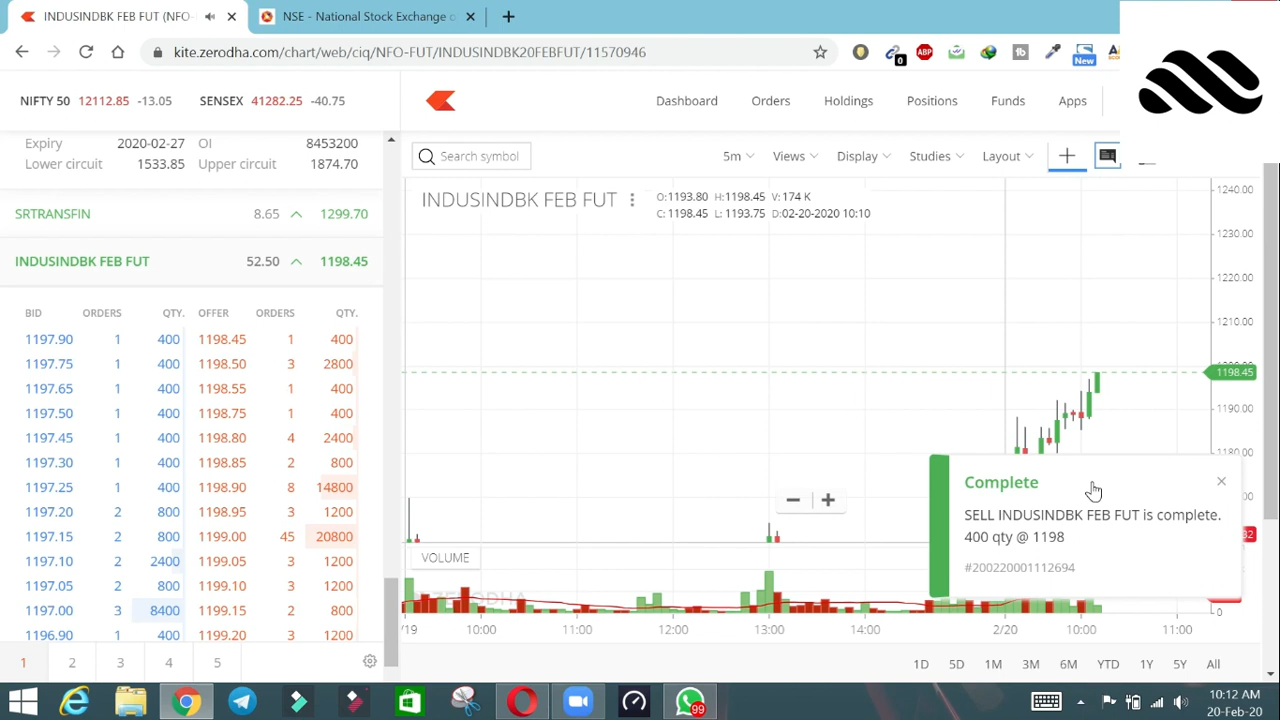 INDUSINDBK FEB FUT (NFO-
NSE - National Stock Exchange o
kite.zerodha.com/chart/web/ciq/NFO-FUT/INDUSINDBK20FEBFUT/11570946
0
ABP
New
NIFTY 50 12112.85 -13.05 SENSEX 41282.25 -40.75
Dashboard Orders Holdings Positions Funds Apps
Expiry 2020-02-27 OI 8453200
Lower circuit 1533.85 Upper circuit 1874.70
Search symbol
5m Views Display Studies Layout
SRTRANSFIN 8.65 1299.70
INDUSINDBK FEB FUT 52.50 1198.45
BID ORDERS QTY. OFFER ORDERS QTY.
1197.90 1 400 1198.45 1 400
1197.75 1 400 1198.50 3 2800
1197.65 1 400 1198.55 1 400
1197.50 1 400 1198.75 1 400
1197.45 1 400 1198.80 4 2400
1197.30 1 400 1198.85 2 800
1197.25 1 400 1198.90 8 14800
1197.20 2 800 1198.95 3 1200
1197.15 2 800 1199.00 45 20800
1197.10 2 2400 1199.05 3 1200
1197.05 2 800 1199.10 3 1200
1197.00 3 8400 1199.15 2 800
1196.90 1 400 1199.20 3 1200
1 2 3 4 5
INDUSINDBK FEB FUT
O:1193.80 H:1198.45 V:174 K
C:1198.45 L:1193.75 D:02-20-2020 10:10
1240.00
1230.00
1220.00
1210.00
1198.45
1190.00
1180.00
VOLUME
ZERODHA
0
Complete
SELL INDUSINDBK FEB FUT is complete.
400 qty @ 1198
#200220001112694
/19 10:00 11:00 12:00 13:00 14:00 2/20 10:00 11:00
1D 5D 1M 3M 6M YTD 1Y 5Y All
99
10:12 AM
20-Feb-20